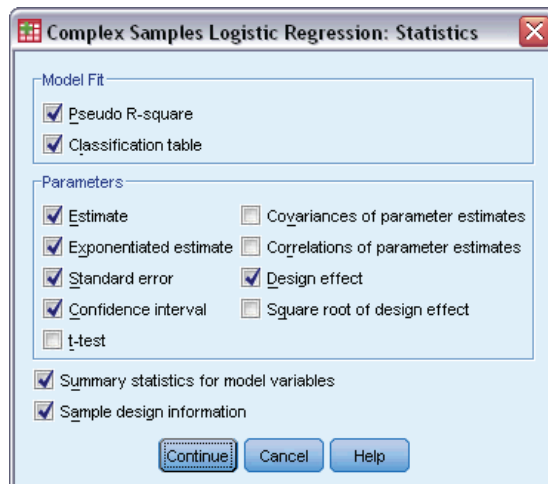 Complex Samples Logistic Regression: Statistics
Model Fit
Pseudo R-square
Classification table
Parameters
Estimate
Covariances of parameter estimates
Exponentiated estimate
Correlations of parameter estimates
Standard error
Design effect
Confidence interval
Square root of design effect
t-test
Summary statistics for model variables
Sample design information
Continue
Cancel
Help